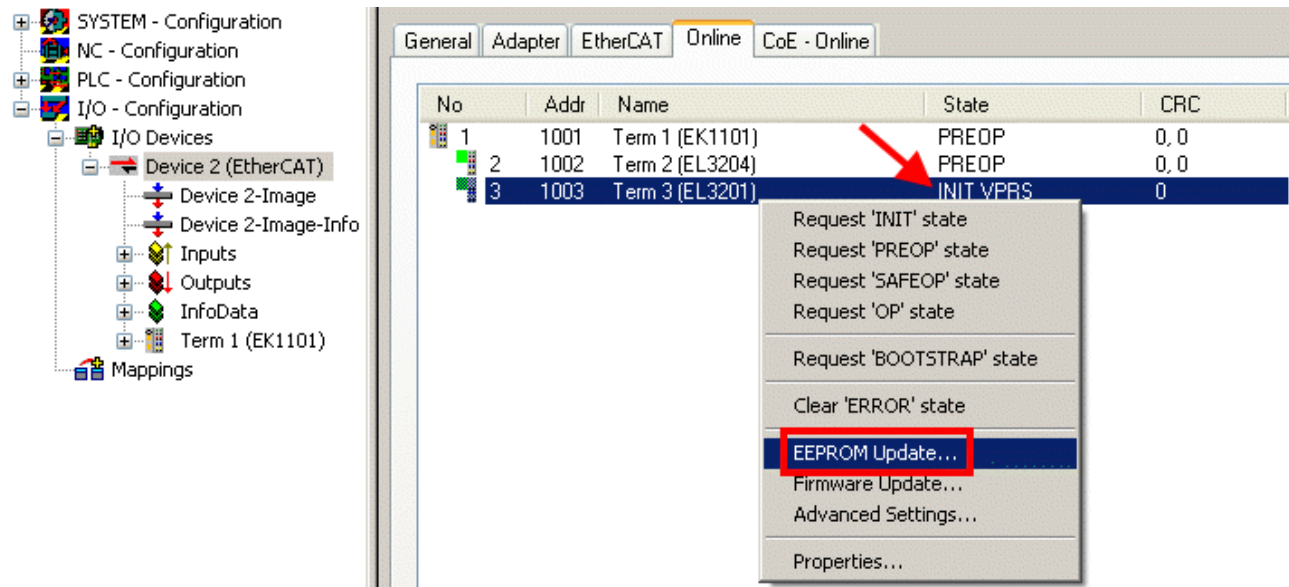 SYSTEM - Configuration
NC - Configuration
PLC - Configuration
I/O - Configuration
I/O Devices
Device 2 (EtherCAT)
Device 2-Image
Device 2-Image-Info
Inputs
Outputs
InfoData
Term 1 (EK1101)
Mappings
General Adapter EtherCAT Online CoE - Online
No Addr Name State CRC
1 1001 Term 1 (EK1101) PREOP 0, 0
2 1002 Term 2 (EL3204) PREOP 0, 0
3 1003 Term 3 (EL3201) INIT VPRS 0
Request 'INIT' state
Request 'PREOP' state
Request 'SAFEOP' state
Request 'OP' state
Request 'BOOTSTRAP' state
Clear 'ERROR' state
EEPROM Update...
Firmware Update...
Advanced Settings...
Properties...